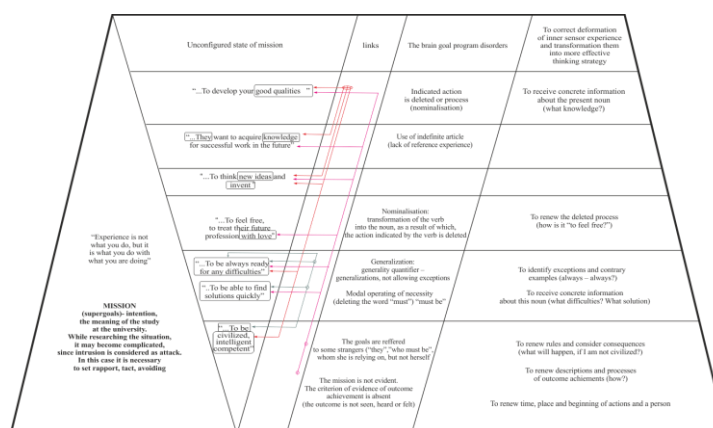 Unconfigured state of mission
links
The brain goal program disorders
To correct deformation
of inner sensor experience
and transformation them
into more effective
thinking strategy
"...To develop your good qualities "
Indicated action
is deleted or process
(nominalisation)
To receive concrete information
about the present noun
(what knowledge?)
"...They want to acquire knowledge
for successful work in the future"
Use of indefinite article
(lack of reference experience)
"...To think new ideas and
invent"
"...To feel free,
to treat their future
profession with love"
Nominalisation:
transformation of the verb
into the noun, as a result of which,
the action indicated by the verb is deleted
To renew the deleted process
(how is it "to feel free?")
"Experience is not
what you do, but it
is what you do with
what you are doing"
"...To be always ready
for any difficulties"
"..To be able to find
solutions quickly"
Generalization:
generality quantifier –
generalizations, not allowing exceptions
Modal operating of necessity
(deleting the word "must") "must be"
To identify exceptions and contrary
examples (always – always?)
To receive concrete information
about this noun (what difficulties? What solution)
MISSION
(supergoals)- intention,
the meaning of the study
at the university.
While researching the situation,
it may become complicated,
since intrusion is considered as attack.
In this case it is necessary
to set rapport, tact, avoiding
"...To be
civilized,
intelligent
competent"
The goals are reffered
to some strangers ("they","who must be",
whom she is relying on, but not herself
The mission is not evident.
The criterion of evidence of outcome
achievement is absent
(the outcome is not seen, heard or felt)
To renew rules and consider consequences
(what will happen, if I am not civilized?)
To renew descriptions and processes
of outcome achiements (how?)
To renew time, place and beginning of actions and a person